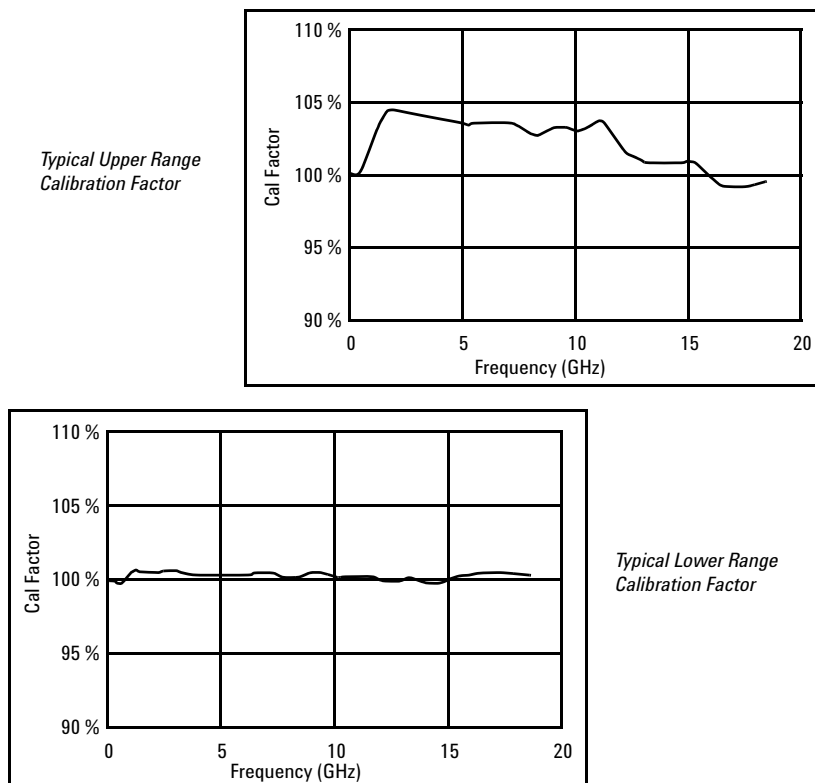 Typical Upper Range
Calibration Factor
110 %
105 %
100 %
95 %
90 %
Cal Factor
0
5
10
15
20
Frequency (GHz)
110 %
105 %
100 %
95 %
90 %
Cal Factor
0
5
10
15
20
Frequency (GHz)
Typical Lower Range
Calibration Factor